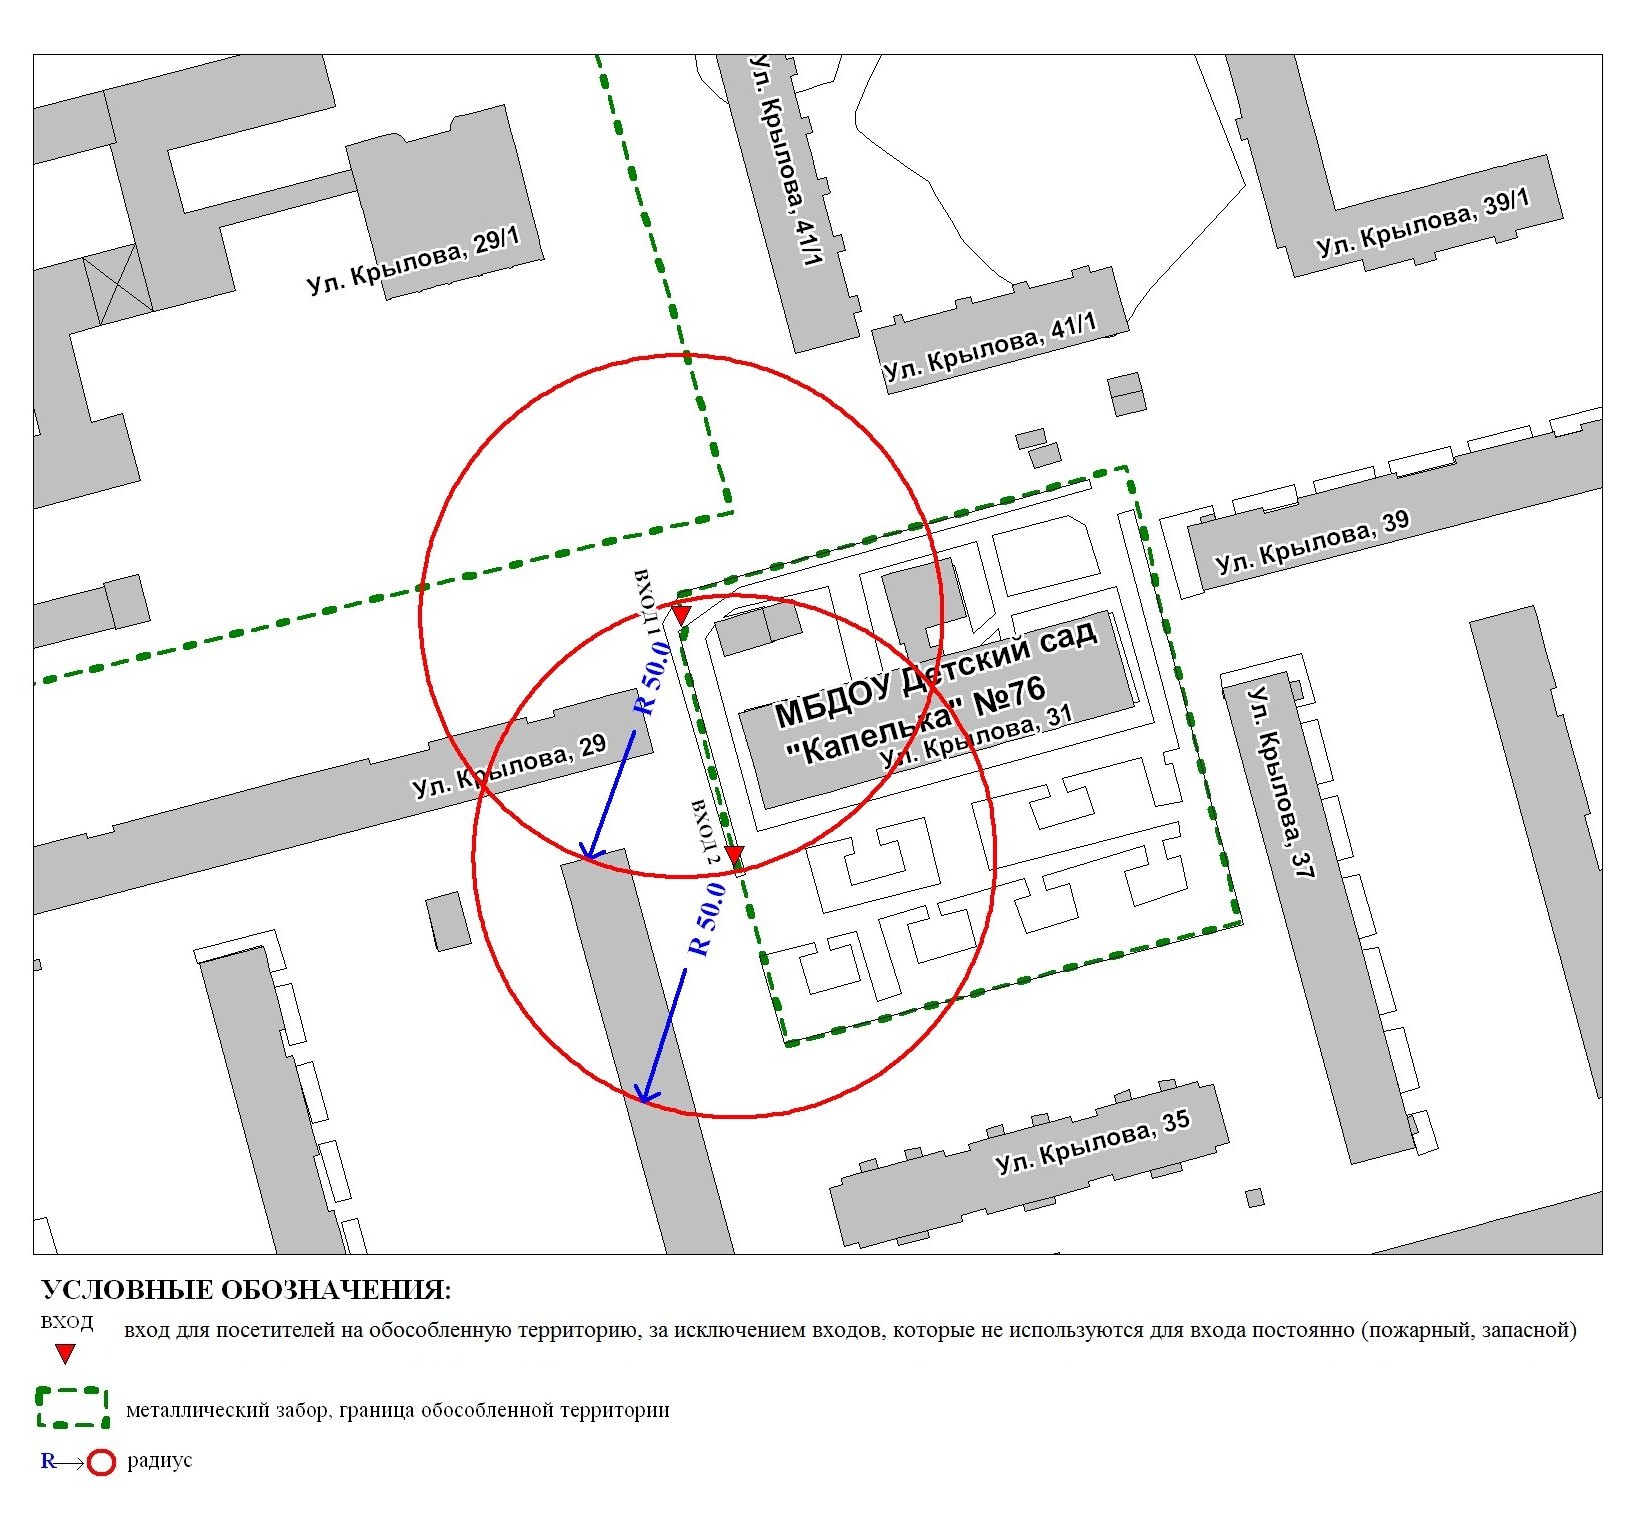 Ул. Крылова, 41/1
Ул. Крылова, 39/1
Ул. Крылова, 29/1
Ул. Крылова, 41/1
Ул. Крылова, 39
ВХОД 1
R 50.0
МБДОУ Детский сад
"Капелька" №76
Ул. Крылова, 31
Ул. Крылова, 29
Ул. Крылова, 37
ВХОД 2
R 50.0
Ул. Крылова, 35
УСЛОВНЫЕ ОБОЗНАЧЕНИЯ:
ВХОД
вход для посетителей на обособленную территорию, за исключением входов, которые не используются для входа постоянно (пожарный, запасной)
металлический забор, граница обособленной территории
R
радиус